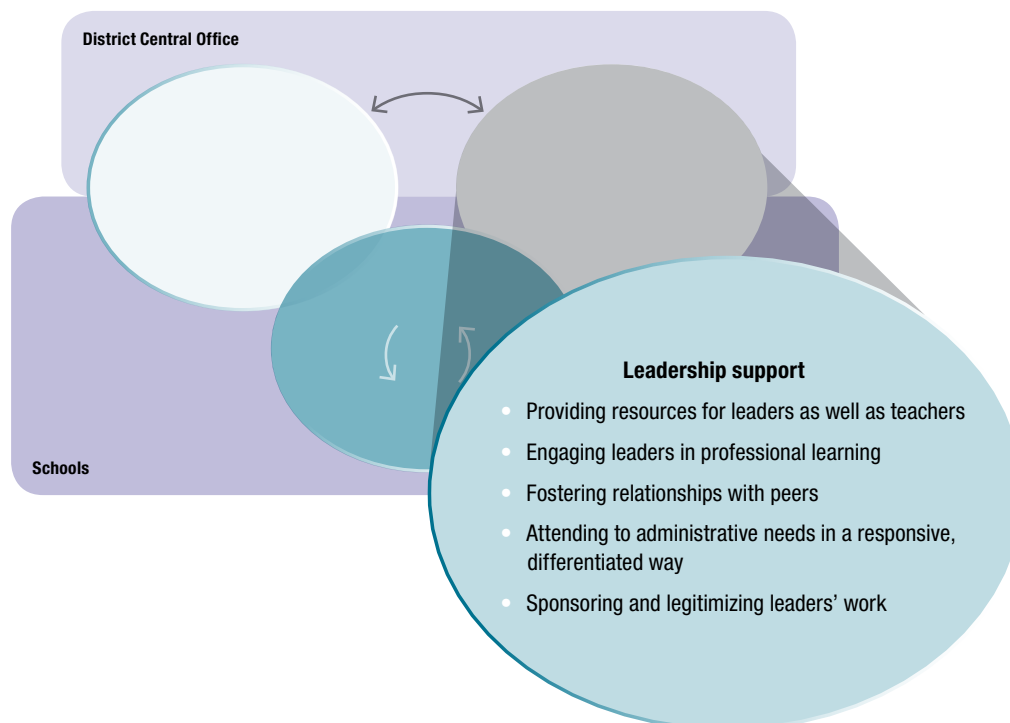 District Central Office
Leadership support
• Providing resources for leaders as well as teachers
• Engaging leaders in professional learning
Schools
• Fostering relationships with peers
• Attending to administrative needs in a responsive,
differentiated way
• Sponsoring and legitimizing leaders’ work